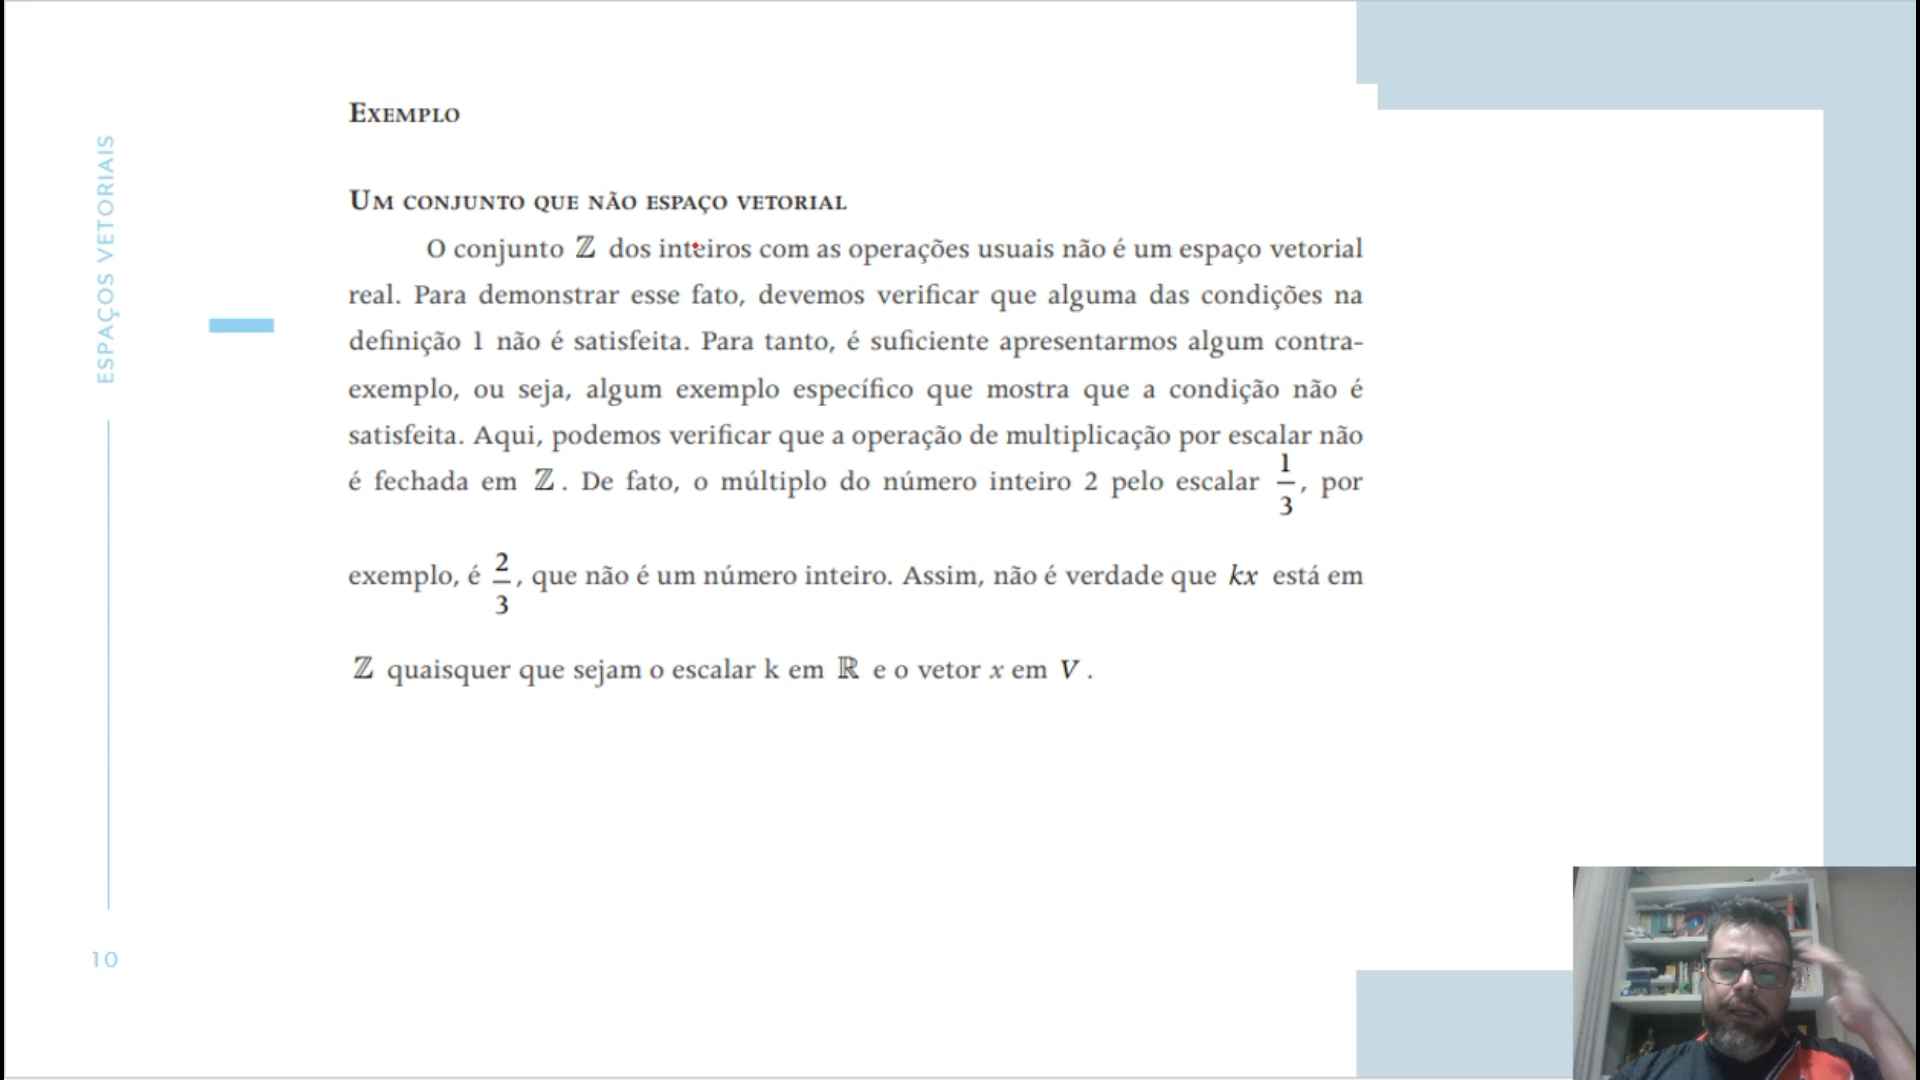 ESPAÇOS VETORIAIS
10
EXEMPLO
UM CONJUNTO QUE NÃO ESPAÇO VETORIAL
O conjunto ℤ dos inteiros com as operações usuais não é um espaço vetorial
real. Para demonstrar esse fato, devemos verificar que alguma das condições na
definição 1 não é satisfeita. Para tanto, é suficiente apresentarmos algum contra-
exemplo, ou seja, algum exemplo específico que mostra que a condição não é
satisfeita. Aqui, podemos verificar que a operação de multiplicação por escalar não
é fechada em ℤ. De fato, o múltiplo do número inteiro 2 pelo escalar 1/3, por
exemplo, é 2/3, que não é um número inteiro. Assim, não é verdade que kx está em
ℤ quaisquer que sejam o escalar k em ℝ e o vetor x em V.